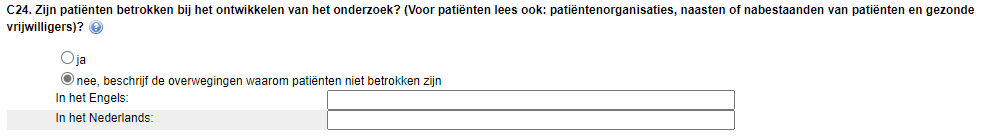 C24. Zijn patiënten betrokken bij het ontwikkelen van het onderzoek? (Voor patiënten lees ook: patiëntenorganisaties, naasten of nabestaanden van patiënten en gezonde
vrijwilligers)? ?
ja
nee, beschrijf de overwegingen waarom patiënten niet betrokken zijn
In het Engels:
In het Nederlands: